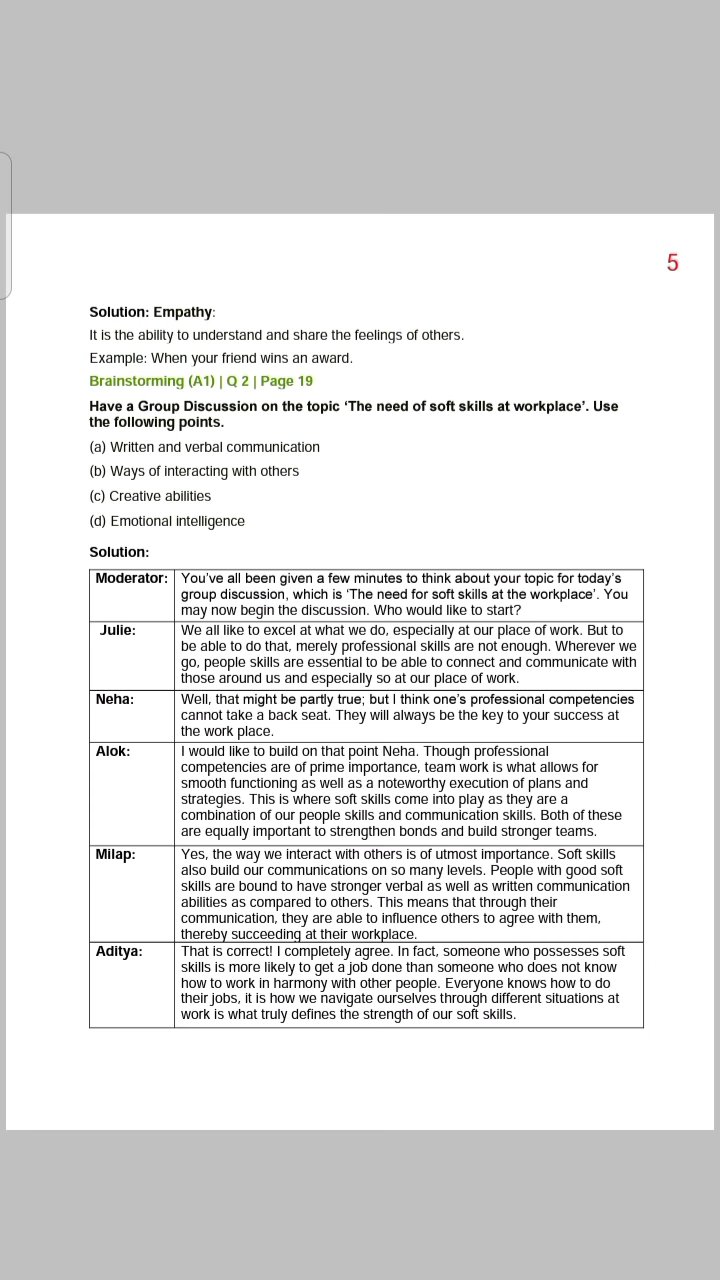 5
Solution: Empathy:
It is the ability to understand and share the feelings of others.
Example: When your friend wins an award.
Brainstorming (A1) | Q 2 | Page 19
Have a Group Discussion on the topic ‘The need of soft skills at workplace’. Use
the following points.
(a) Written and verbal communication
(b) Ways of interacting with others
(c) Creative abilities
(d) Emotional intelligence
Solution:
Moderator: You’ve all been given a few minutes to think about your topic for today’s
group discussion, which is ‘The need for soft skills at the workplace’. You
may now begin the discussion. Who would like to start?
Julie: We all like to excel at what we do, especially at our place of work. But to
be able to do that, merely professional skills are not enough. Wherever we
go, people skills are essential to be able to connect and communicate with
those around us and especially so at our place of work.
Neha: Well, that might be partly true; but I think one’s professional competencies
cannot take a back seat. They will always be the key to your success at
the work place.
Alok: I would like to build on that point Neha. Though professional
competencies are of prime importance, team work is what allows for
smooth functioning as well as a noteworthy execution of plans and
strategies. This is where soft skills come into play as they are a
combination of our people skills and communication skills. Both of these
are equally important to strengthen bonds and build stronger teams.
Milap: Yes, the way we interact with others is of utmost importance. Soft skills
also build our communications on so many levels. People with good soft
skills are bound to have stronger verbal as well as written communication
abilities as compared to others. This means that through their
communication, they are able to influence others to agree with them,
thereby succeeding at their workplace.
Aditya: That is correct! I completely agree. In fact, someone who possesses soft
skills is more likely to get a job done than someone who does not know
how to work in harmony with other people. Everyone knows how to do
their jobs, it is how we navigate ourselves through different situations at
work is what truly defines the strength of our soft skills.